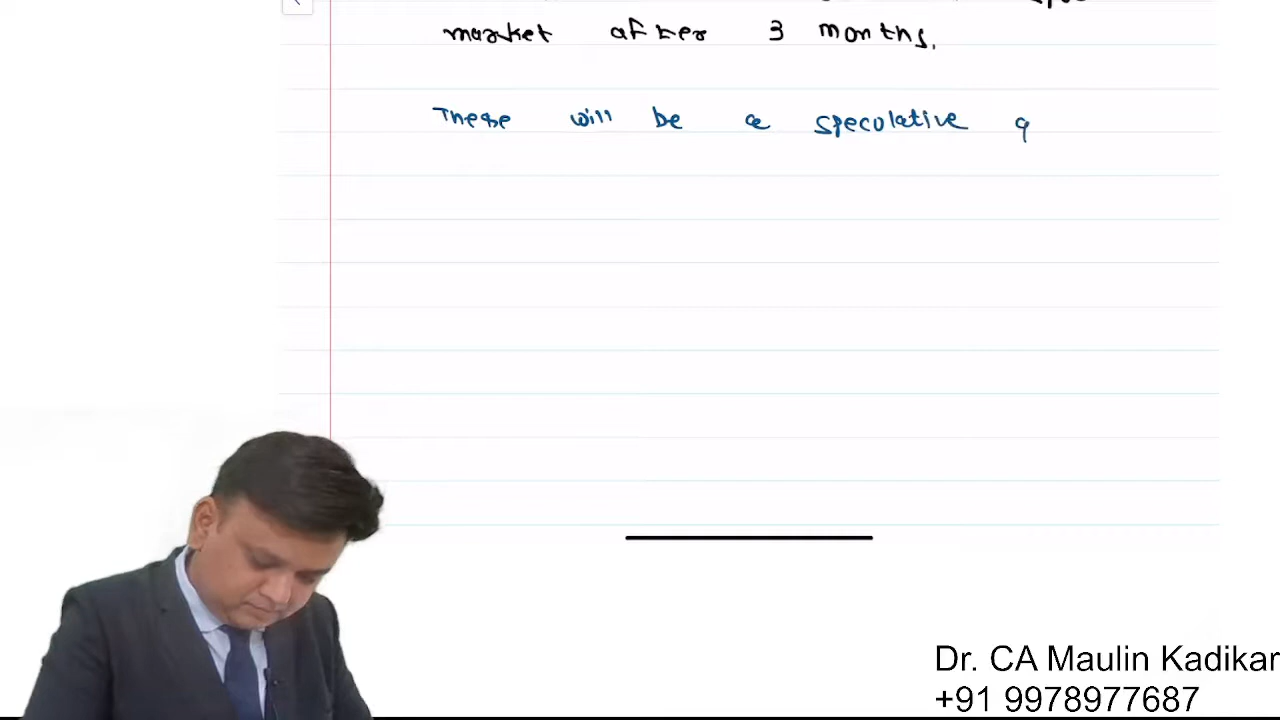 market after 3 months.
There will be a speculative g
Dr. CA Maulin Kadikar
+91 9978977687